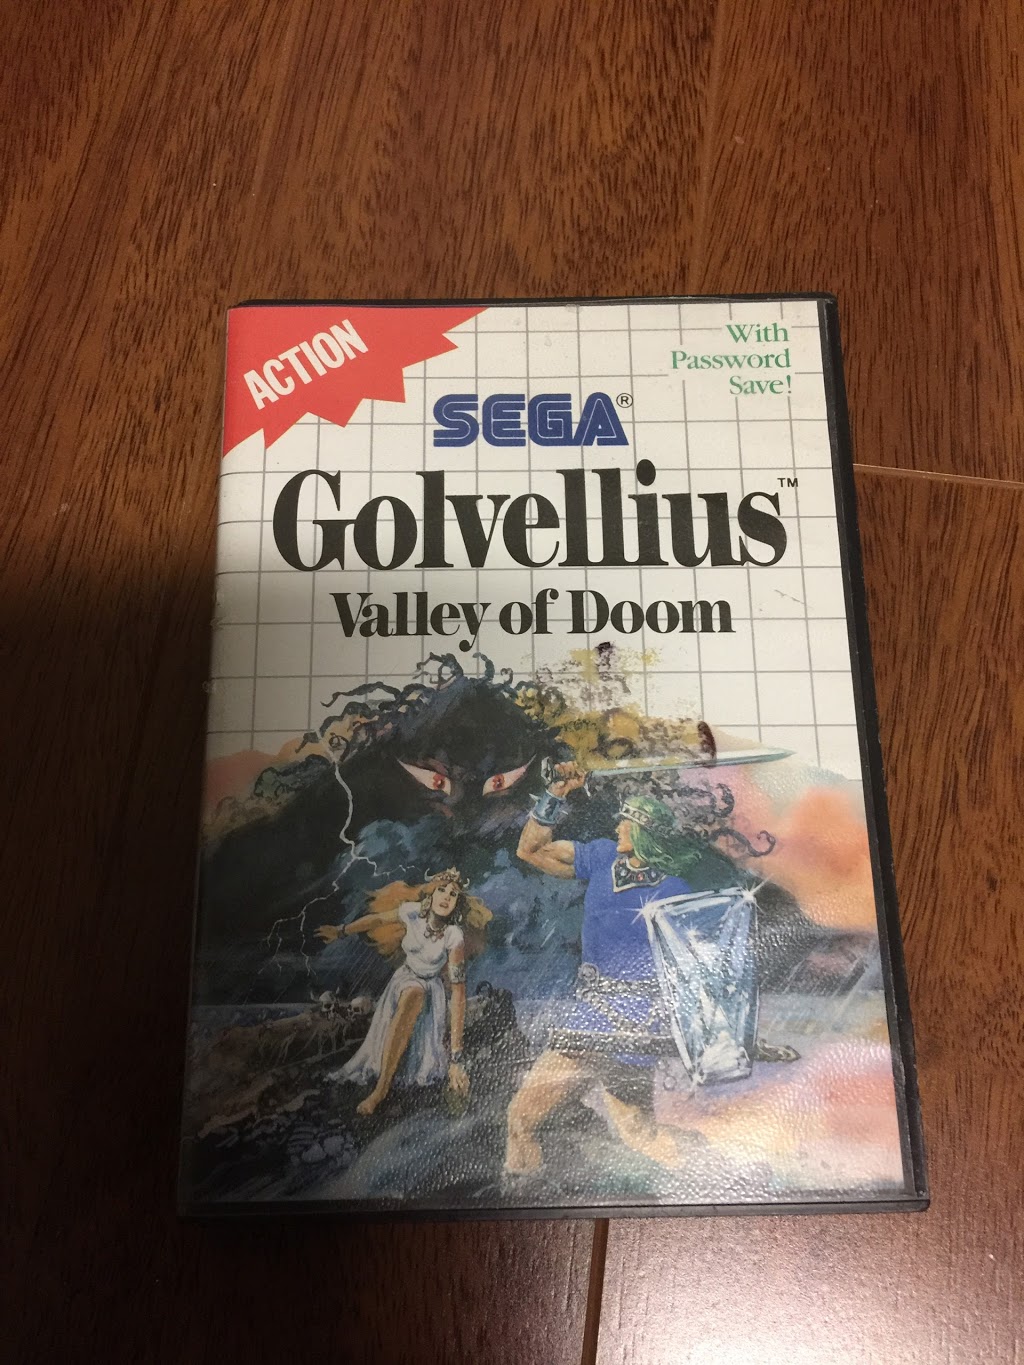 ACTION
With
Password
Save!
SEGA®
Golvellius™
Valley of Doom